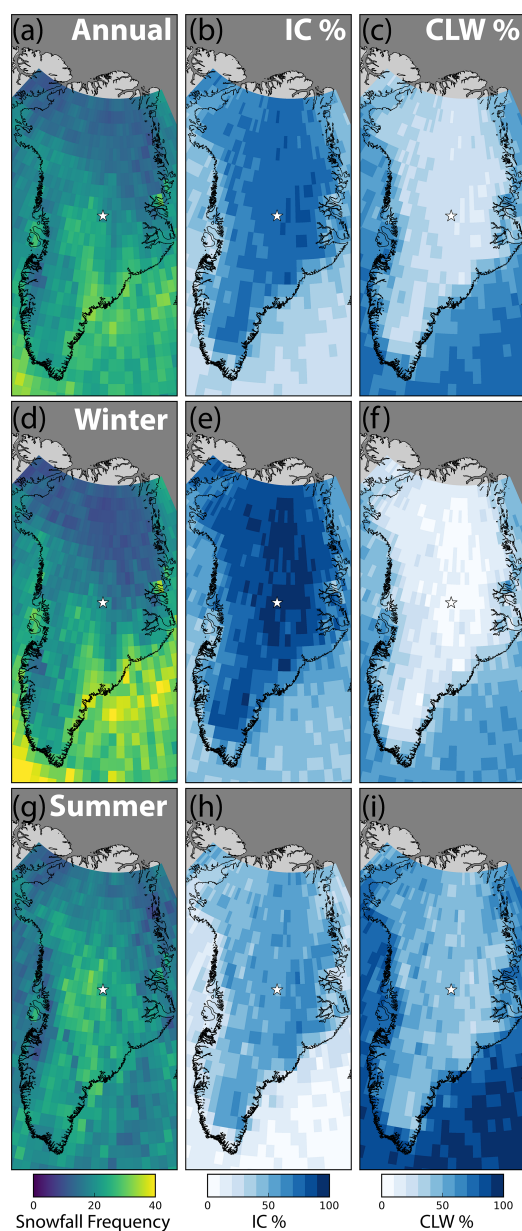 (a) Annual (b) IC % (c) CLW %
(d) Winter (e) (f)
(g) Summer (h) (i)
0 20 40 0 50 100 0 50 100
Snowfall Frequency IC % CLW %